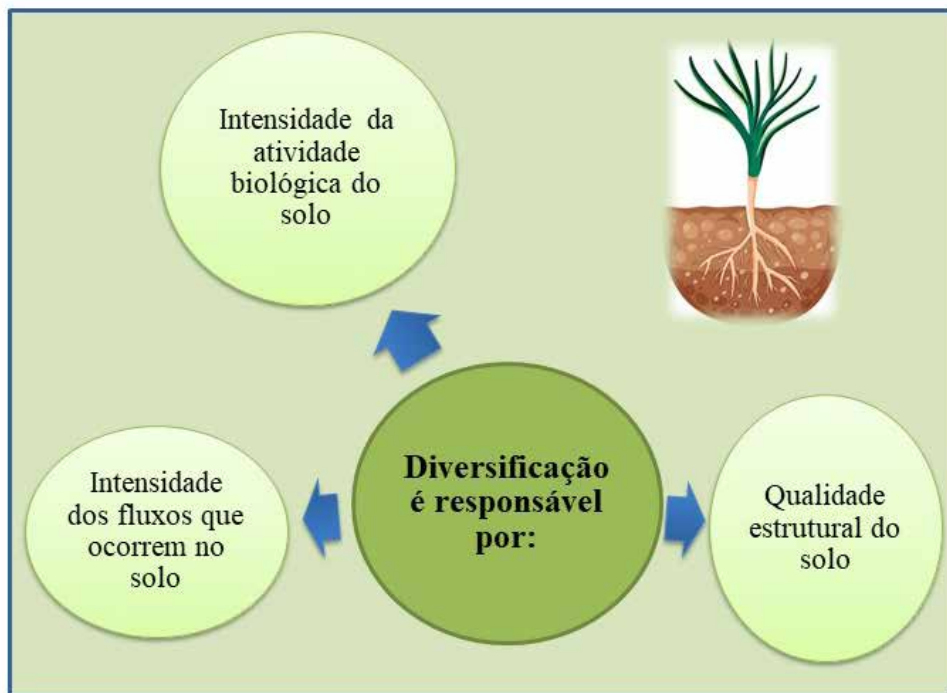 Intensidade da
atividade
biológica do
solo
Diversificação
é responsável
por:
Intensidade
dos fluxos que
ocorrem no
solo
Qualidade
estrutural do
solo